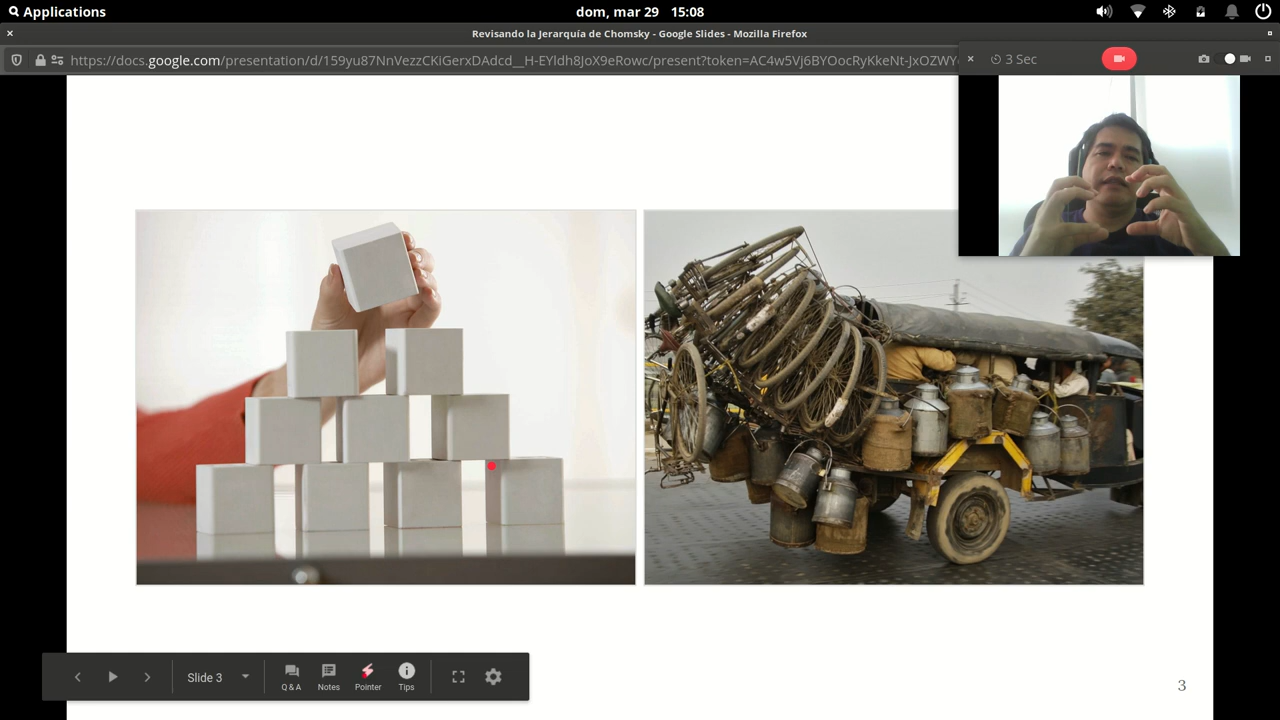 Applications
dom, mar 29 15:08
Revisando la Jerarquía de Chomsky - Google Slides - Mozilla Firefox
https://docs.google.com/presentation/d/159yu87NnVezzCKiGerxDAdcd__H-EYldh8JoX9eRowc/present?token=AC4w5Vj6BYOocRyKkeNt-JxOZWY
3 Sec
Slide 3
Q & A
Notes
Pointer
Tips
3